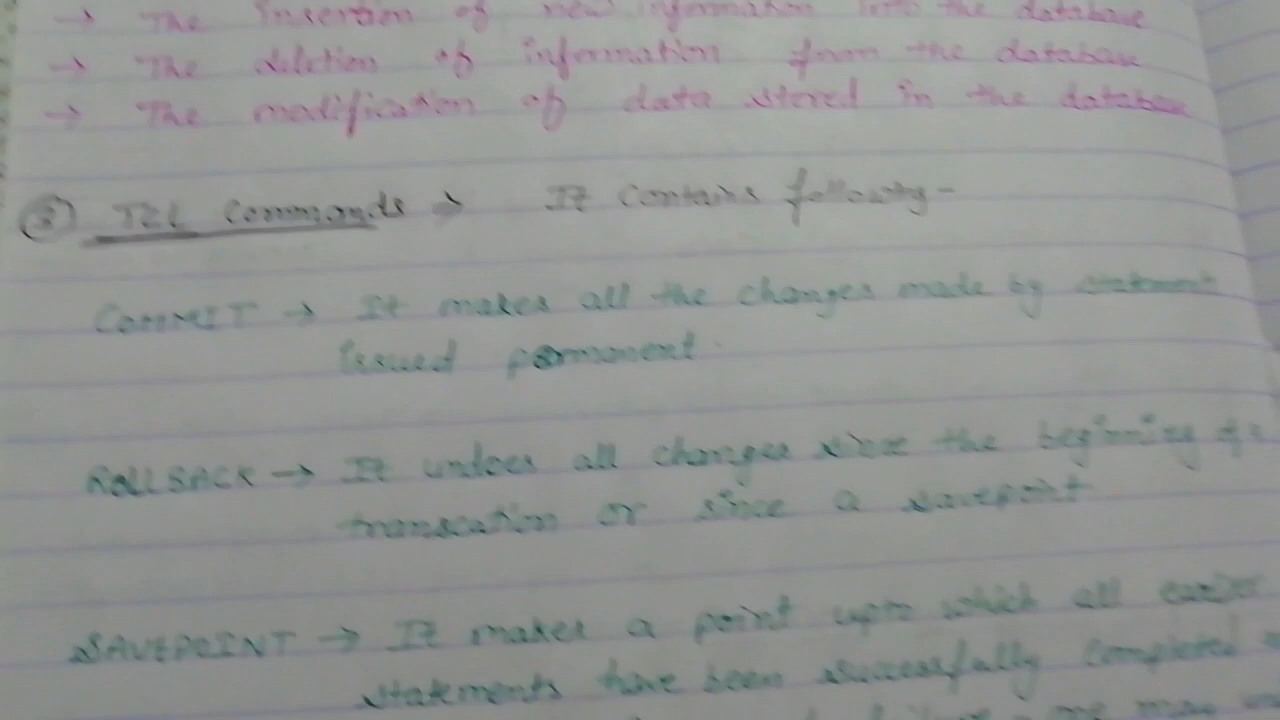 → The insertion of new information into the database
→ The deletion of information from the database
→ The modification of data stored in the database
③ TCL Commands ⇒ It contains following -
COMMIT → It makes all the changes made by statement
issued permanent.
ROLLBACK → It undoes all changes since the beginning of
transcation or since a savepoint
SAVEPOINT → It makes a point upto which all earlier
statements have been successfully completed